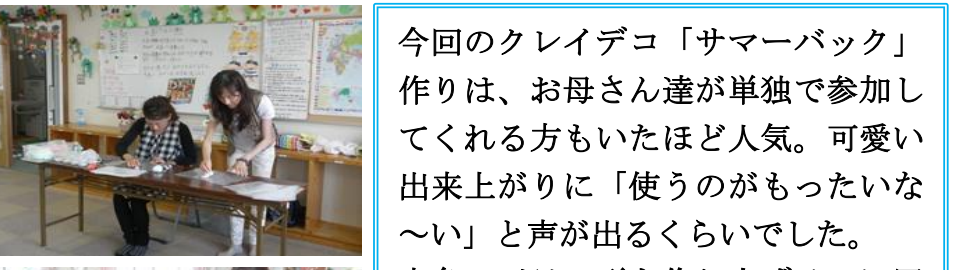 今回のクレイデコ「サマーバック」
作りは、お母さん達が単独で参加し
てくれる方もいたほど人気。可愛い
出来上がりに「使うのがもったいな
～い」と声が出るくらいでした。